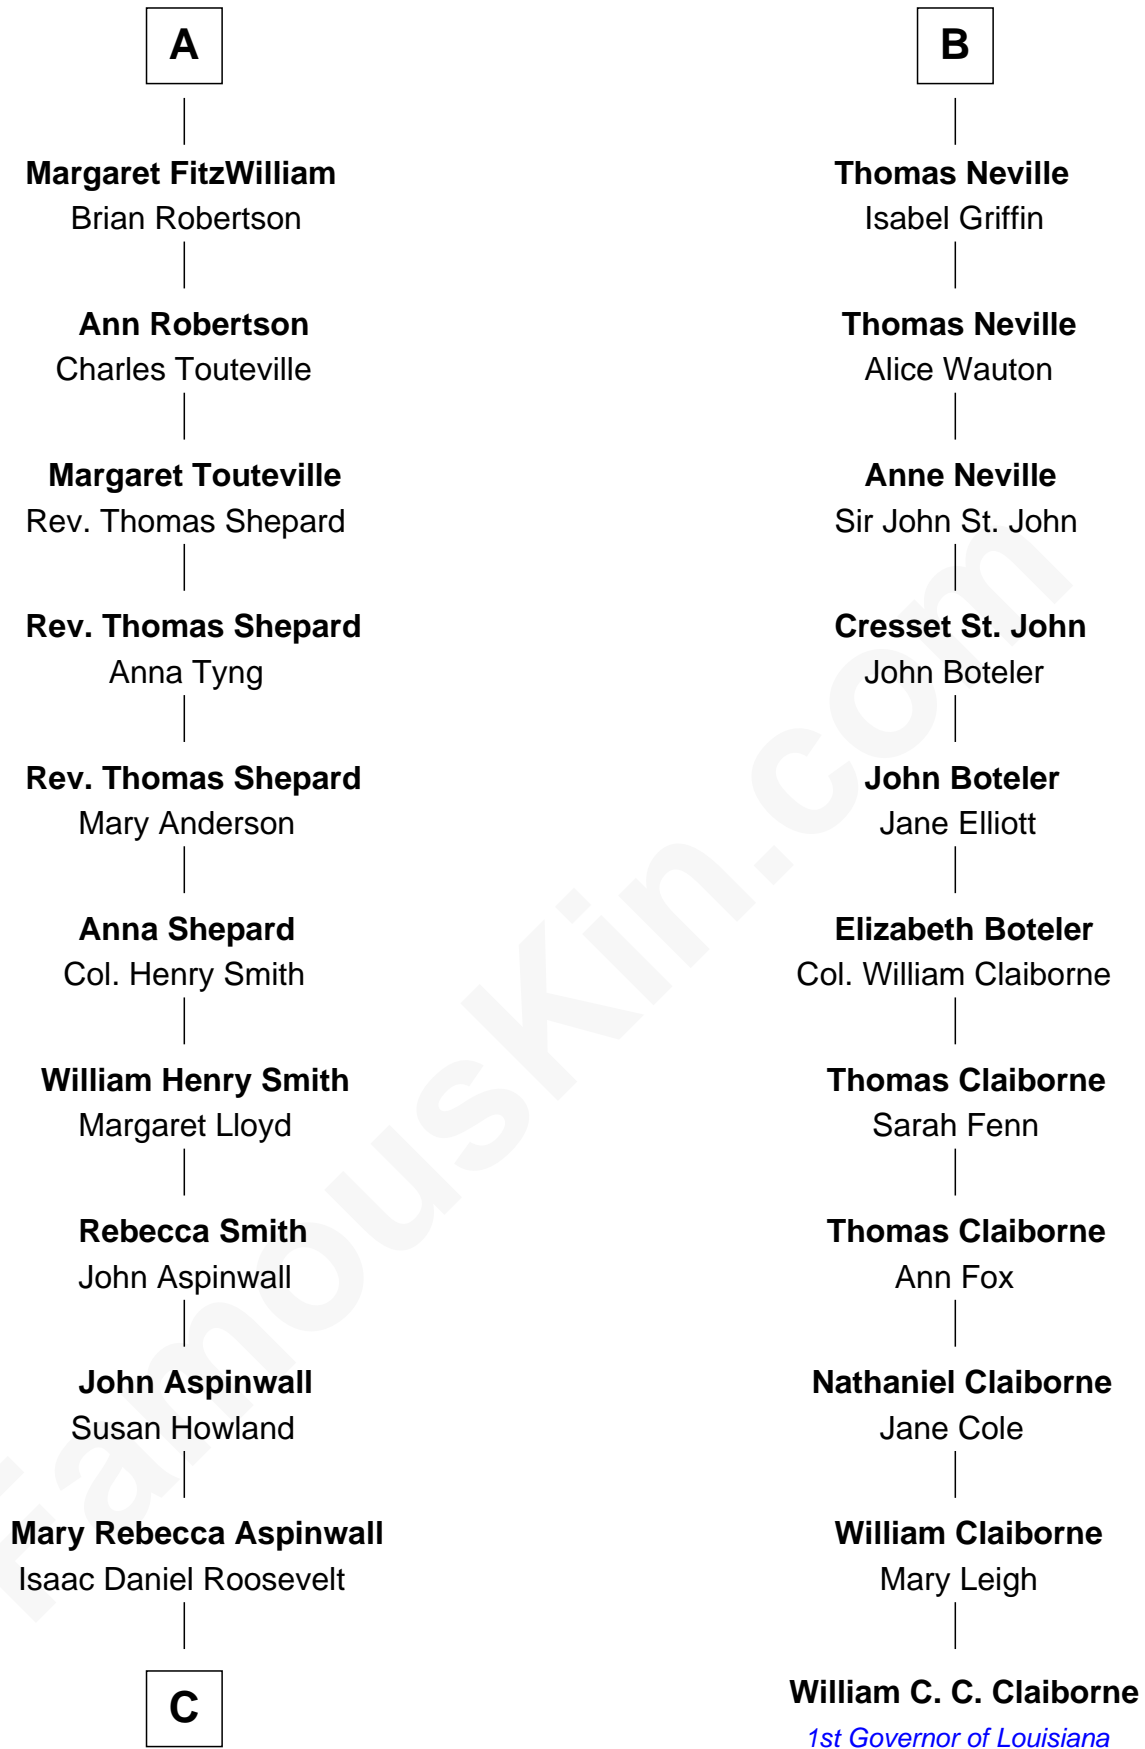 A
Margaret FitzWilliam
Brian Robertson
Ann Robertson
Charles Touteville
Margaret Touteville
Rev. Thomas Shepard
Rev. Thomas Shepard
Anna Tyng
Rev. Thomas Shepard
Mary Anderson
Anna Shepard
Col. Henry Smith
William Henry Smith
Margaret Lloyd
Rebecca Smith
John Aspinwall
John Aspinwall
Susan Howland
Mary Rebecca Aspinwall
Isaac Daniel Roosevelt
C
B
Thomas Neville
Isabel Griffin
Thomas Neville
Alice Wauton
Anne Neville
Sir John St. John
Cresset St. John
John Boteler
John Boteler
Jane Elliott
Elizabeth Boteler
Col. William Claiborne
Thomas Claiborne
Sarah Fenn
Thomas Claiborne
Ann Fox
Nathaniel Claiborne
Jane Cole
William Claiborne
Mary Leigh
William C. C. Claiborne
1st Governor of Louisiana
FamousKin.com